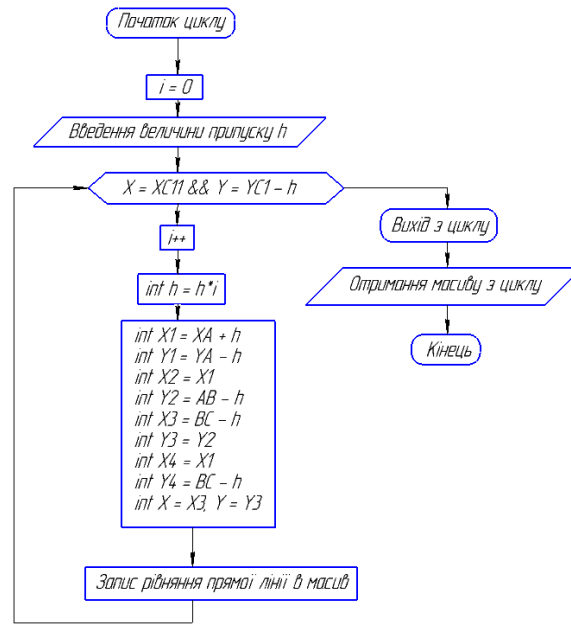 Початок циклу
i = 0
Введення величини припуску h
X = XC11 && Y = YC1 - h
i++
int h = h*i
int X1 = XA + h
int Y1 = YA - h
int X2 = X1
int Y2 = AB - h
int X3 = BC - h
int Y3 = Y2
int X4 = X1
int Y4 = BC - h
int X = X3, Y = Y3
Запис рівняння прямої лінії в масив
Вихід з циклу
Отримання масиву з циклу
Кінець